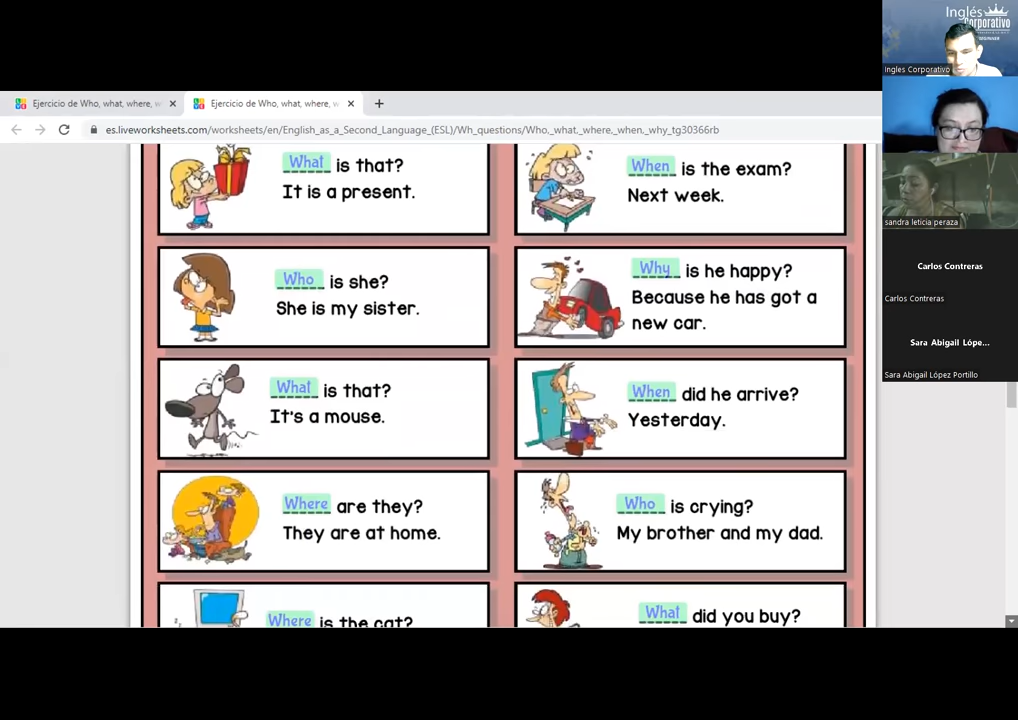 Ejercicio de Who, what, where, w
Ejercicio de Who, what, where, w
es.liveworksheets.com/worksheets/en/English_as_a_Second_Language_(ESL)/Wh_questions/Who,_what,_where,_when,_why_tg30366rb
What is that?
It is a present.
When is the exam?
Next week.
Who is she?
She is my sister.
Why is he happy?
Because he has got a
new car.
What is that?
It's a mouse.
When did he arrive?
Yesterday.
Where are they?
They are at home.
Who is crying?
My brother and my dad.
Where is the cat?
What did you buy?
Inglés
Corporativo
Ingles Corporativo
sandra leticia peraza
Carlos Contreras
Carlos Contreras
Sara Abigail Lópe...
Sara Abigail López Portillo